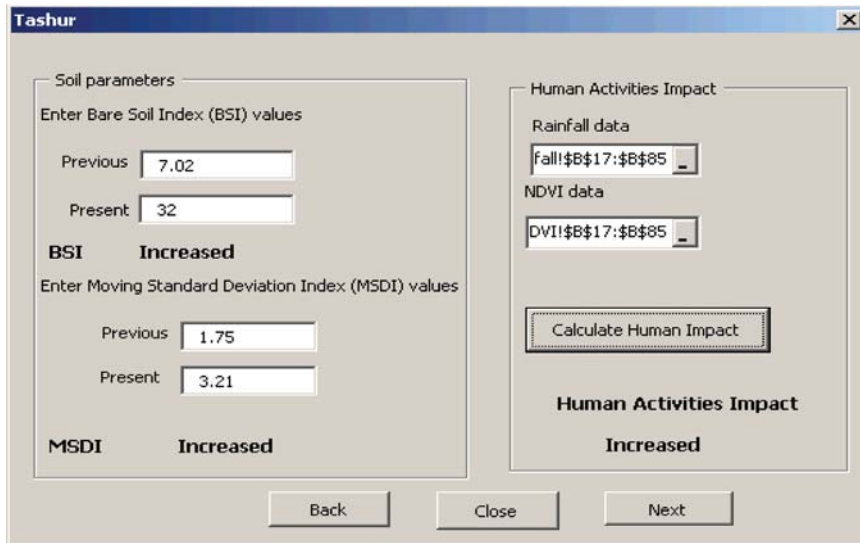 Tashur
Soil parameters
Enter Bare Soil Index (BSI) values
Previous 7.02
Present 32
BSI Increased
Enter Moving Standard Deviation Index (MSDI) values
Previous 1.75
Present 3.21
MSDI Increased
Human Activities Impact
Rainfall data
fall!$B$17:$B$85
NDVI data
DVI!$B$17:$B$85
Calculate Human Impact
Human Activities Impact
Increased
Back Close Next